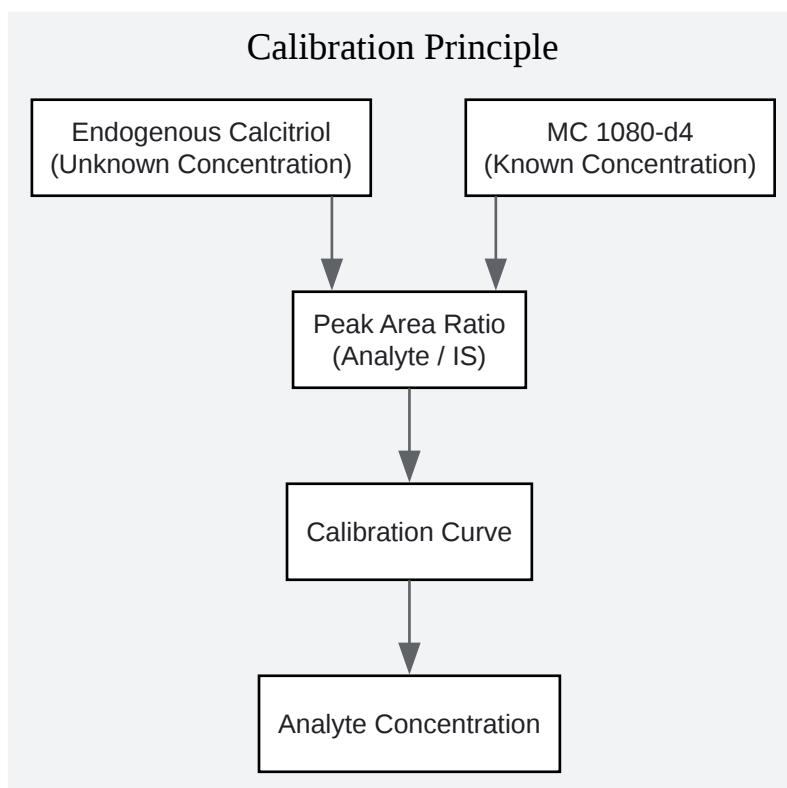 Calibration Principle
Endogenous Calcitriol
(Unknown Concentration)
MC 1080-d4
(Known Concentration)
Peak Area Ratio
(Analyte / IS)
Calibration Curve
Analyte Concentration